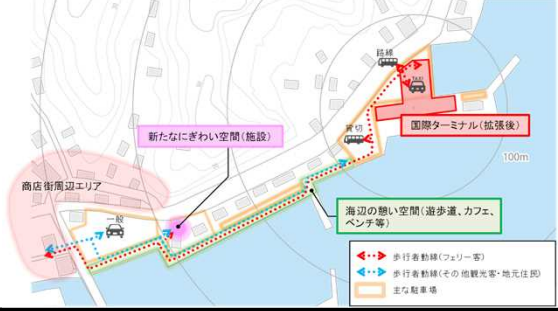 路線
TAXI
国際ターミナル(拡張後)
貸切
新たなにぎわい空間(施設)
100m
商店街周辺エリア
一般
海辺の憩い空間(遊歩道、カフェ、
ベンチ等)
歩行者動線(フェリー客)
歩行者動線(その他観光客・地元住民)
主な駐車場